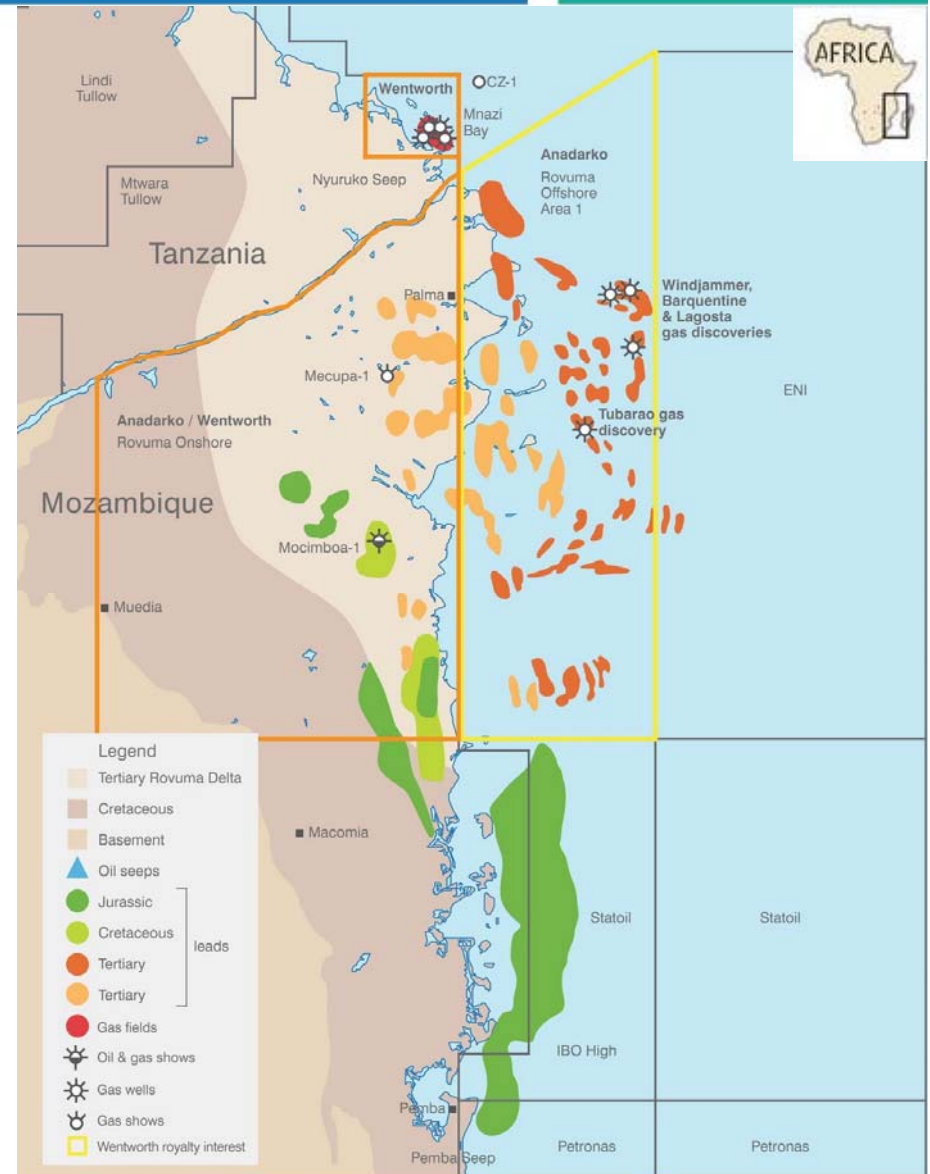 AFRICA
Lindi
Tullow
Wentworth
CZ-1
Mnazi
Bay
Mtwara
Tullow
Nyuruko Seep
Anadarko
Rovuma
Offshore
Area 1
Tanzania
Palma
Windjammer,
Barquentine
& Lagosta
gas discoveries
Mecupa-1
ENI
Anadarko / Wentworth
Rovuma Onshore
Tubarao gas
discovery
Mozambique
Mocimboa-1
Muedia
Legend
Tertiary Rovuma Delta
Cretaceous
Basement
Oil seeps
Jurassic
Cretaceous
leads
Tertiary
Tertiary
Gas fields
Oil & gas shows
Gas wells
Gas shows
Wentworth royalty interest
Macomia
Statoil
Statoil
IBO High
Pemba
Pemba Seep
Petronas
Petronas